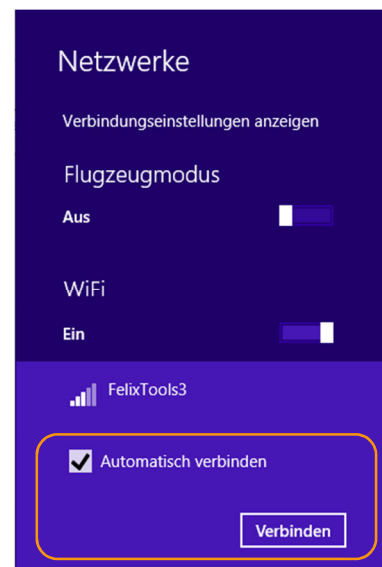 Netzwerke
Verbindungseinstellungen anzeigen
Flugzeugmodus
Aus
WiFi
Ein
FelixTools3
Automatisch verbinden
Verbinden